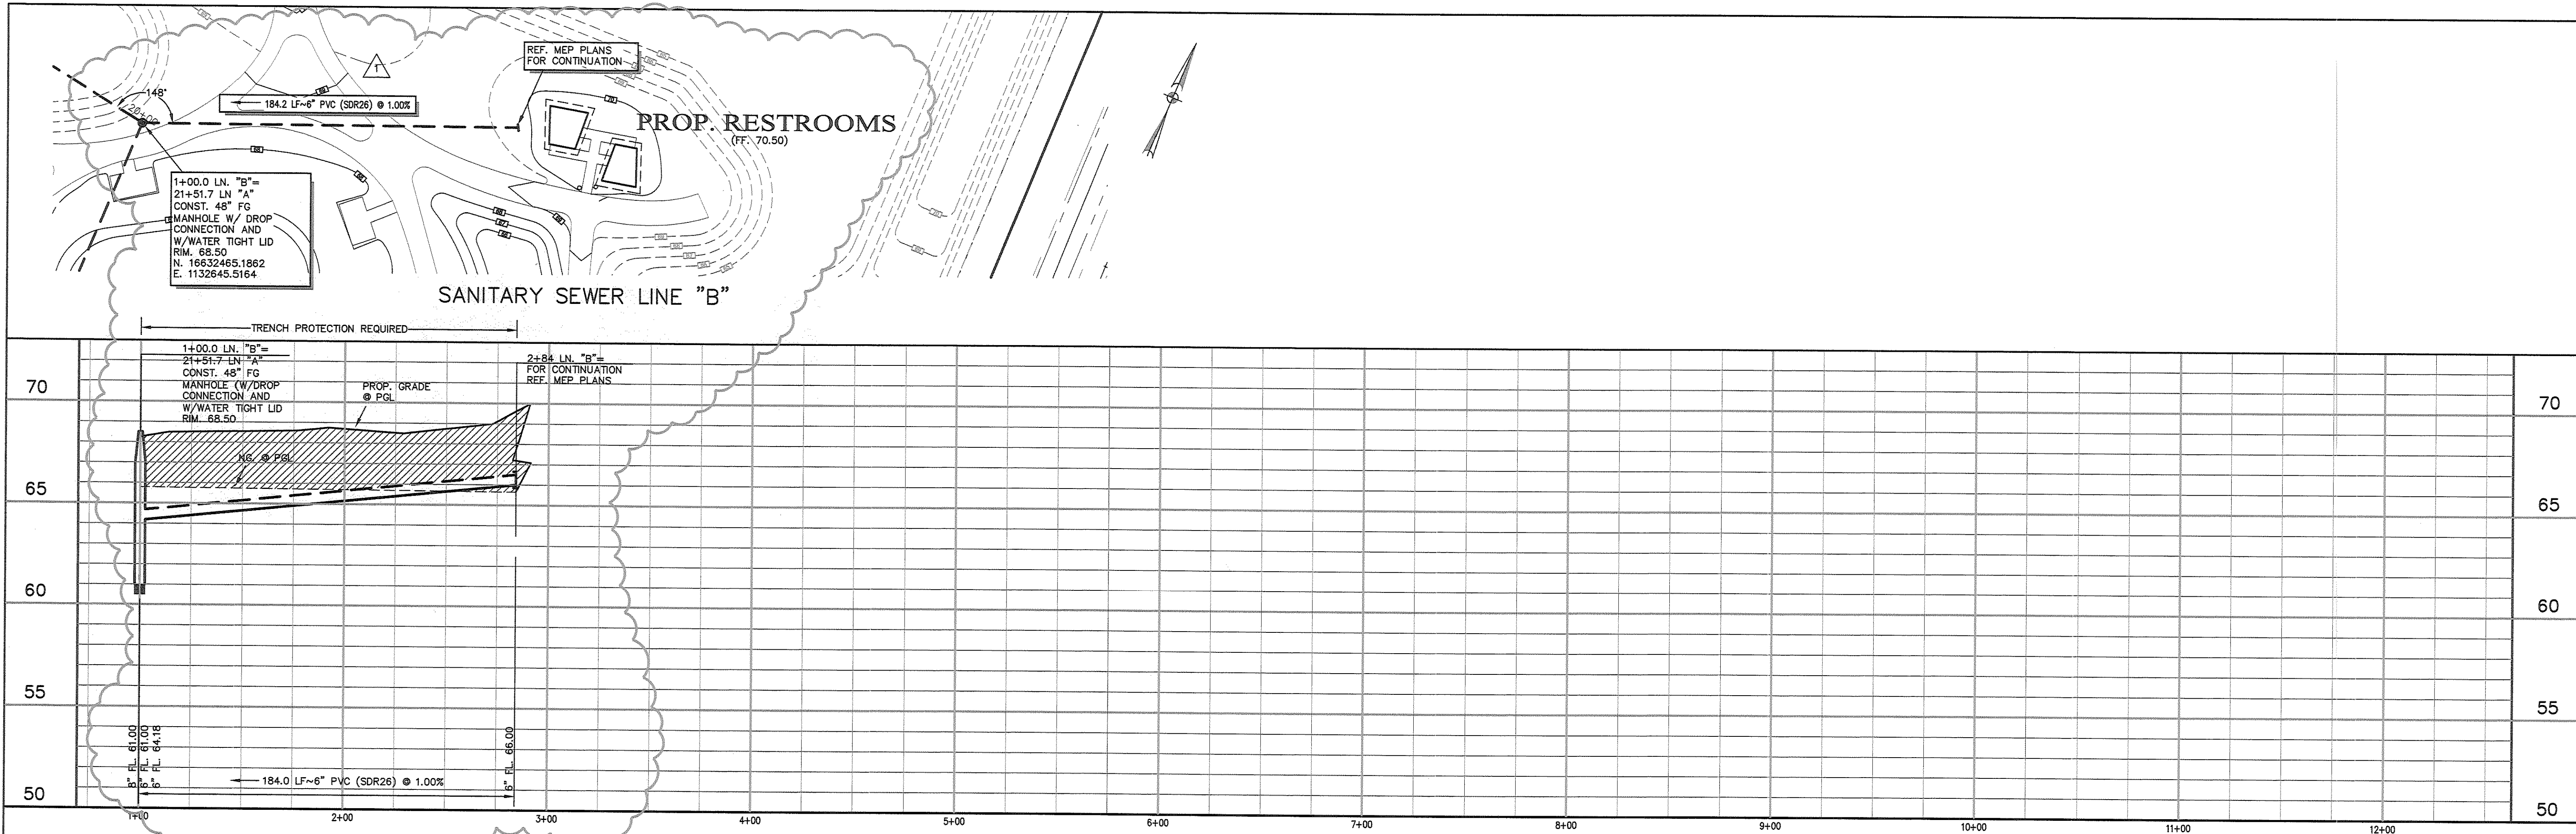 REF. MEP PLANS
FOR CONTINUATION
1
148°
20+00
184.2 LF~6" PVC (SDR26) @ 1.00%
PROP. RESTROOMS
(FF. 70.50)
1+00.0 LN. "B"=
21+51.7 LN "A"
CONST. 48" FG
MANHOLE W/ DROP
CONNECTION AND
W/WATER TIGHT LID
RIM. 68.50
N. 16632465.1862
E. 1132645.5164
SANITARY SEWER LINE "B"
TRENCH PROTECTION REQUIRED
1+00.0 LN. "B"=
21+51.7 LN "A"
CONST. 48" FG
MANHOLE (W/DROP
CONNECTION AND
W/WATER TIGHT LID
RIM. 68.50
PROP. GRADE
@ PGL
2+84 LN. "B"=
FOR CONTINUATION
REF. MEP PLANS
NG. @ PGL
70
70
65
65
60
60
55
55
50
50
8" FL. 61.00
6" FL. 61.00
6" FL. 64.18
6" FL. 66.00
184.0 LF~6" PVC (SDR26) @ 1.00%
1+00
2+00
3+00
4+00
5+00
6+00
7+00
8+00
9+00
10+00
11+00
12+00